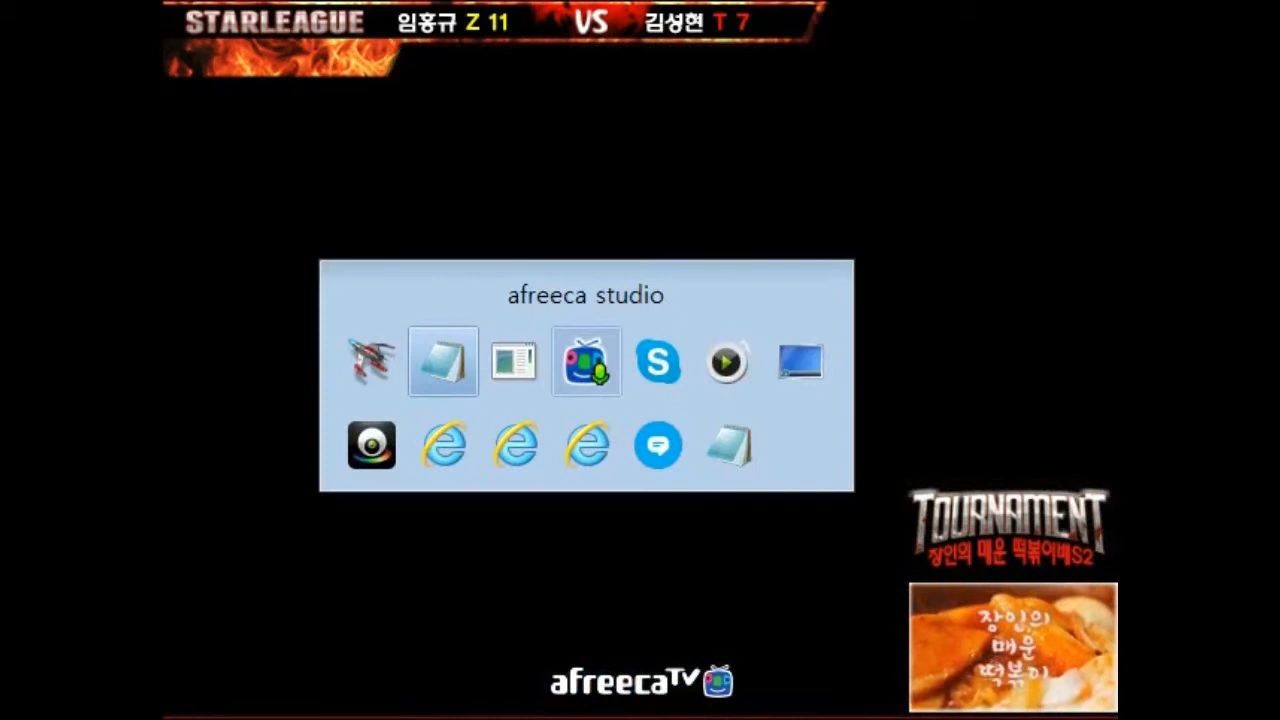 STARLEAGUE 임홍규 Z 11 VS 김성현 T 7
afreeca studio
TOURNAMENT
장인의 매운 떡볶이배S2
장인의
매운
떡볶이
afreecaTV